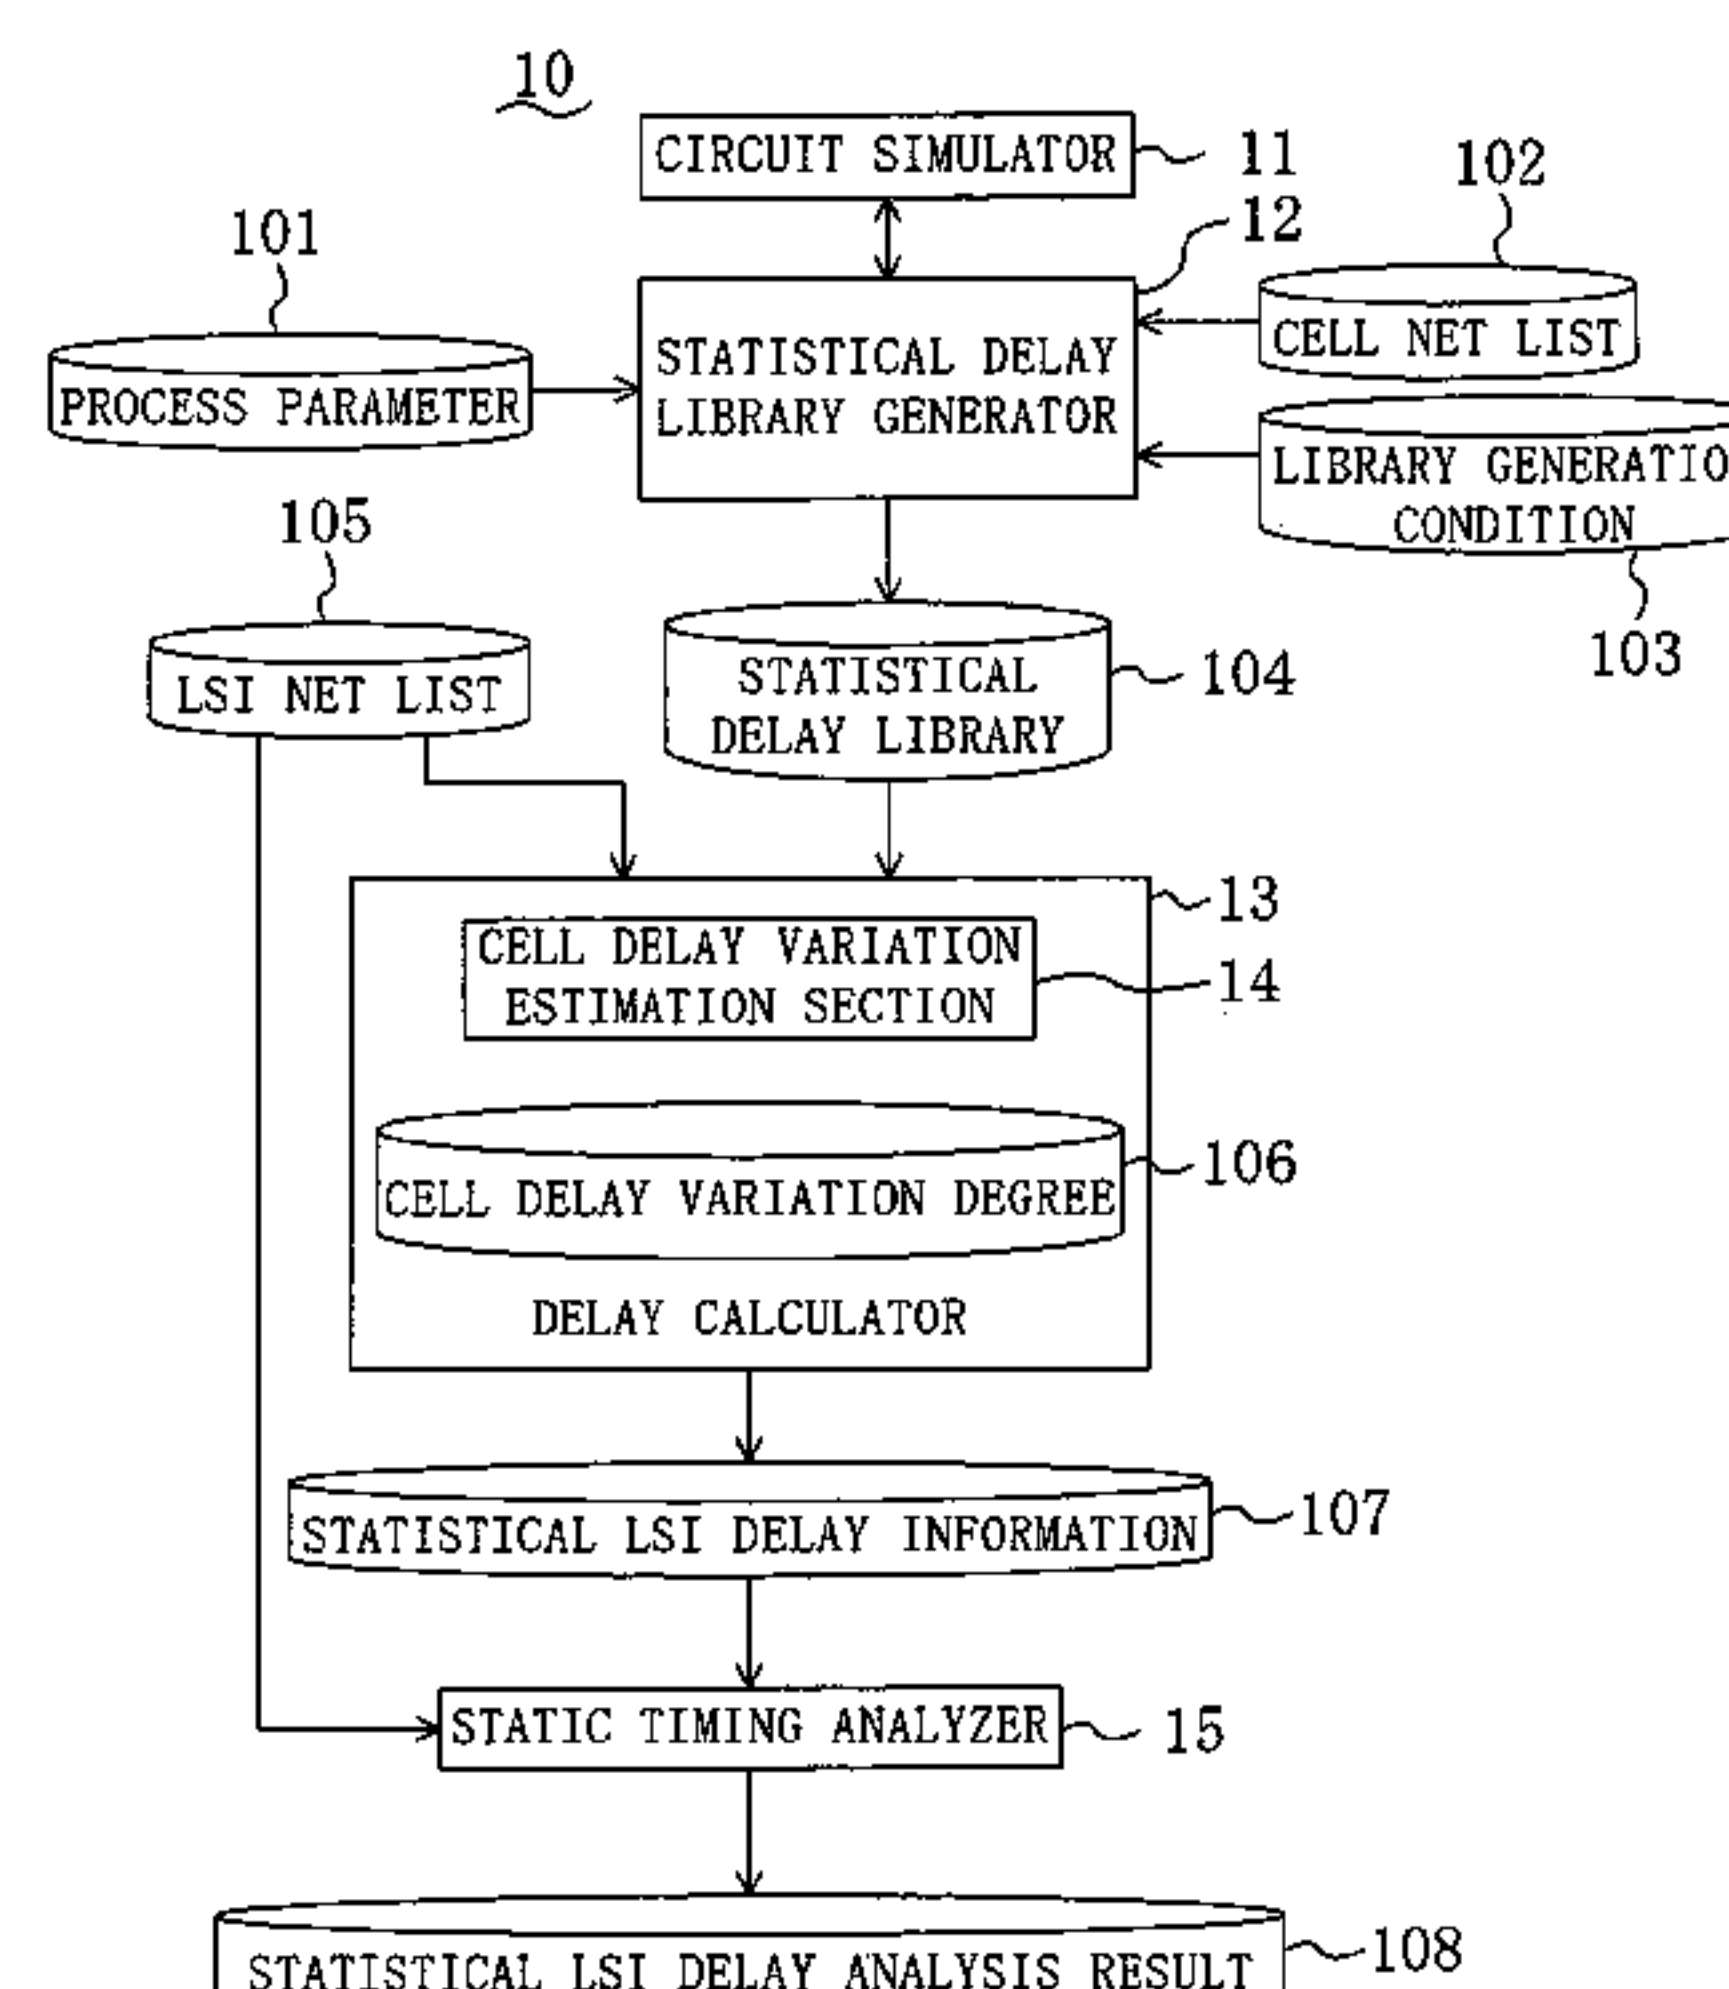 10
CIRCUIT SIMULATOR
11
12
102
101
CELL NET LIST
STATISTICAL DELAY
LIBRARY GENERATOR
PROCESS PARAMETER
LIBRARY GENERATIO
CONDITION
103
105
LSI NET LIST
STATISTICAL
DELAY LIBRARY
104
13
CELL DELAY VARIATION
ESTIMATION SECTION
14
106
CELL DELAY VARIATION DEGREE
DELAY CALCULATOR
107
STATISTICAL LSI DELAY INFORMATION
STATIC TIMING ANALYZER
15
108
STATISTICAL LSI DELAY ANALYSIS RESULT